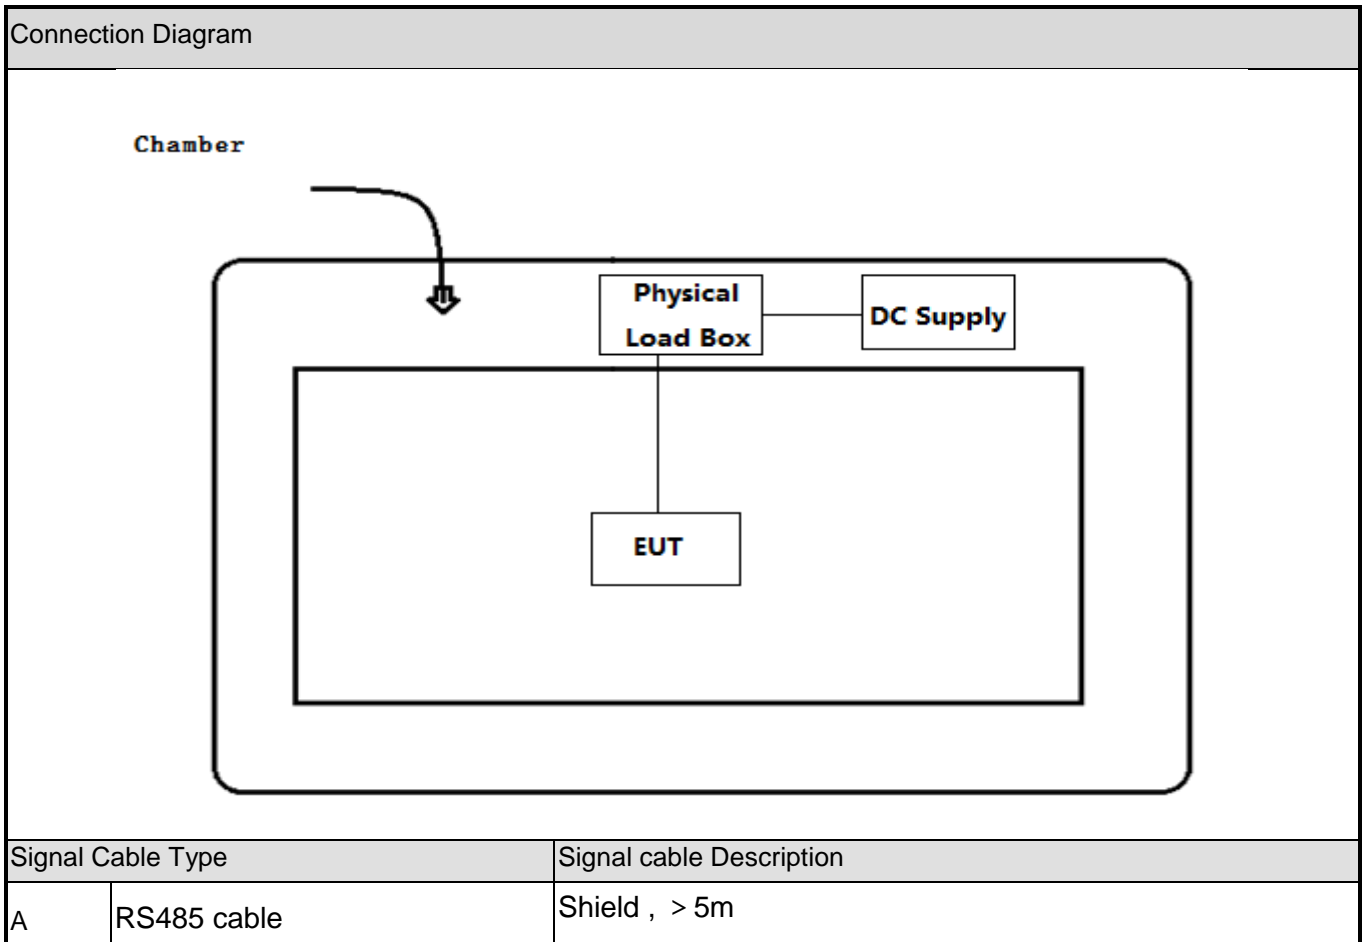 Connection Diagram
Chamber
Physical
Load Box
DC Supply
EUT
Signal Cable Type Signal cable Description
A RS485 cable Shield , > 5m